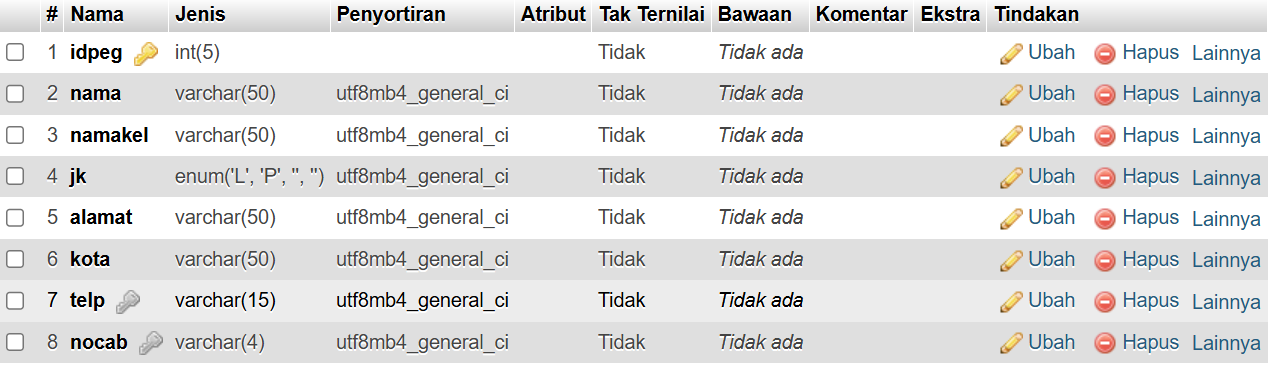 # Nama Jenis Penyortiran Atribut Tak Ternilai Bawaan Komentar Ekstra Tindakan
1 idpeg int(5) Tidak Tidak ada Ubah Hapus Lainnya
2 nama varchar(50) utf8mb4_general_ci Tidak Tidak ada Ubah Hapus Lainnya
3 namakel varchar(50) utf8mb4_general_ci Tidak Tidak ada Ubah Hapus Lainnya
4 jk enum('L', 'P', '', '') utf8mb4_general_ci Tidak Tidak ada Ubah Hapus Lainnya
5 alamat varchar(50) utf8mb4_general_ci Tidak Tidak ada Ubah Hapus Lainnya
6 kota varchar(50) utf8mb4_general_ci Tidak Tidak ada Ubah Hapus Lainnya
7 telp varchar(15) utf8mb4_general_ci Tidak Tidak ada Ubah Hapus Lainnya
8 nocab varchar(4) utf8mb4_general_ci Tidak Tidak ada Ubah Hapus Lainnya